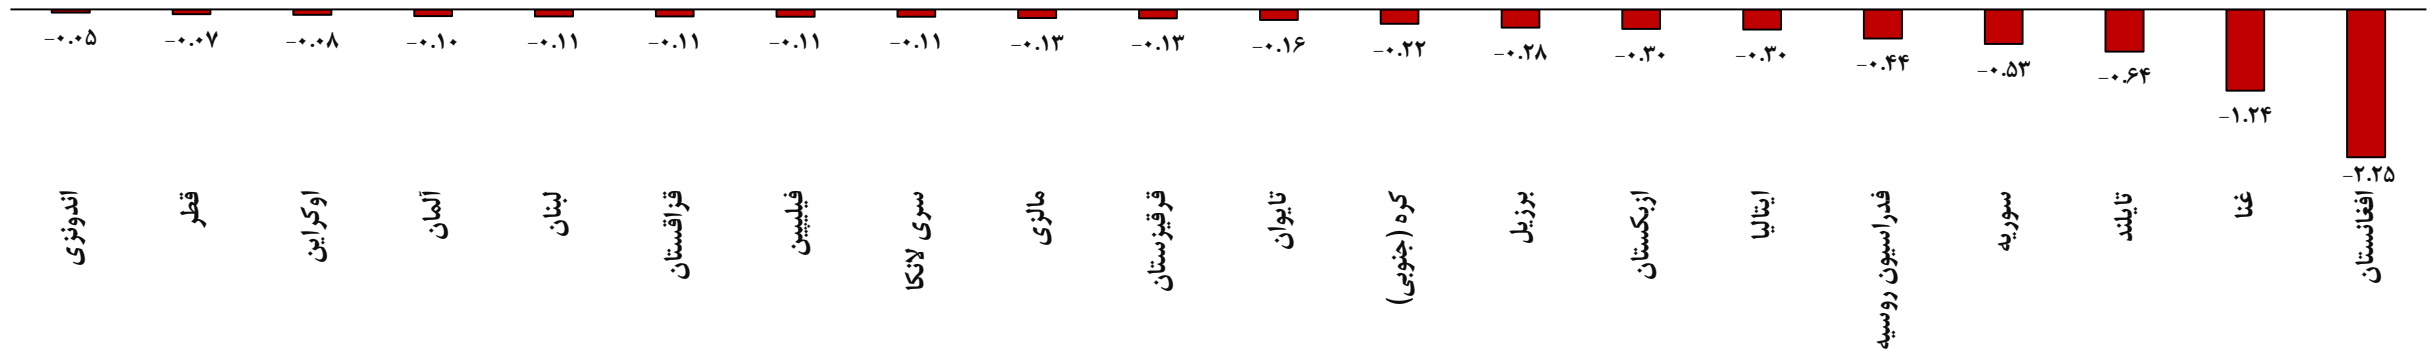 -۰.۰۵
-۰.۰۷
-۰.۰۸
-۰.۱۰
-۰.۱۱
-۰.۱۱
-۰.۱۱
-۰.۱۱
-۰.۱۳
-۰.۱۳
-۰.۱۶
-۰.۲۲
-۰.۲۸
-۰.۳۰
-۰.۳۰
-۰.۴۴
-۰.۵۳
-۰.۶۴
-۱.۲۴
-۲.۲۵
اندونزی
قطر
اوکراین
آلمان
لبنان
قزاقستان
فیلیپین
سری لانکا
مالزی
قرقیزستان
تایوان
کره (جنوبی)
برزیل
ازبکستان
ایتالیا
فدراسیون روسیه
سوریه
تایلند
غنا
افغانستان